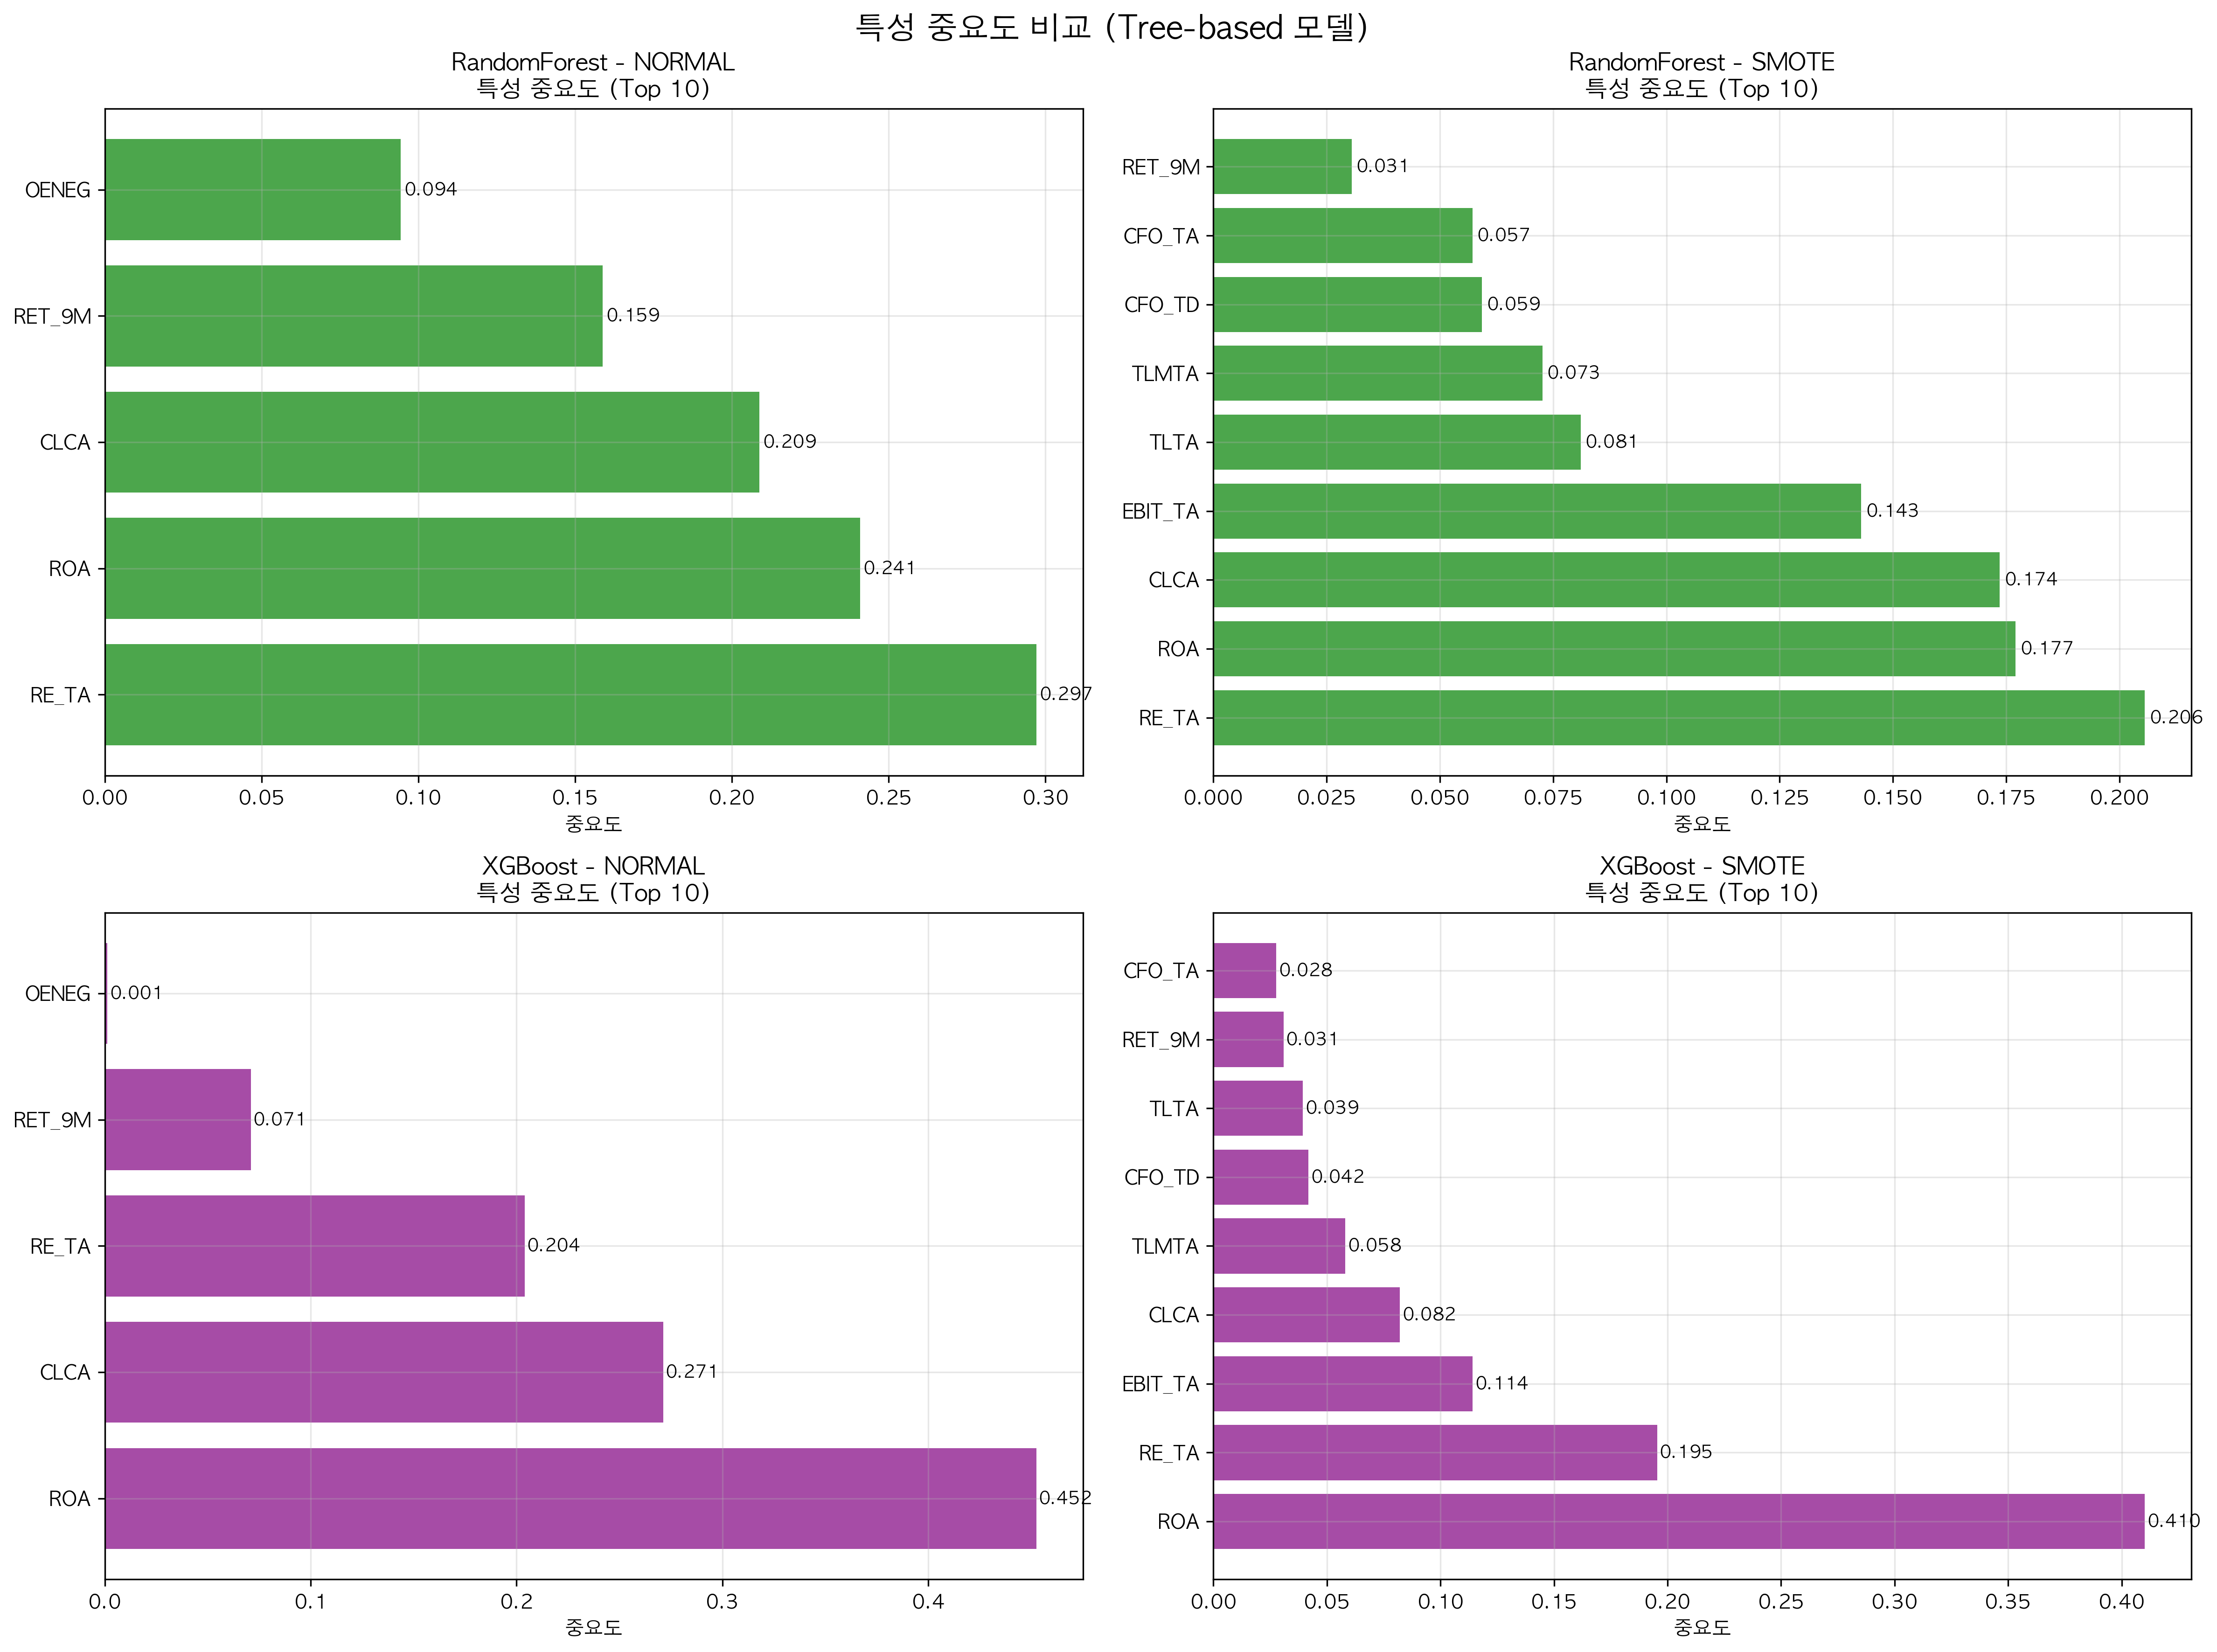 특성 중요도 비교 (Tree-based 모델)
RandomForest - NORMAL
특성 중요도 (Top 10)
OENEG
0.094
RET_9M
0.159
CLCA
0.209
ROA
0.241
RE_TA
0.297
0.00 0.05 0.10 0.15 0.20 0.25 0.30
중요도
RandomForest - SMOTE
특성 중요도 (Top 10)
RET_9M
0.031
CFO_TA
0.057
CFO_TD
0.059
TLMTA
0.073
TLTA
0.081
EBIT_TA
0.143
CLCA
0.174
ROA
0.177
RE_TA
0.206
0.000 0.025 0.050 0.075 0.100 0.125 0.150 0.175 0.200
중요도
XGBoost - NORMAL
특성 중요도 (Top 10)
OENEG
0.001
RET_9M
0.071
RE_TA
0.204
CLCA
0.271
ROA
0.452
0.0 0.1 0.2 0.3 0.4
중요도
XGBoost - SMOTE
특성 중요도 (Top 10)
CFO_TA
0.028
RET_9M
0.031
TLTA
0.039
CFO_TD
0.042
TLMTA
0.058
CLCA
0.082
EBIT_TA
0.114
RE_TA
0.195
ROA
0.410
0.00 0.05 0.10 0.15 0.20 0.25 0.30 0.35 0.40
중요도